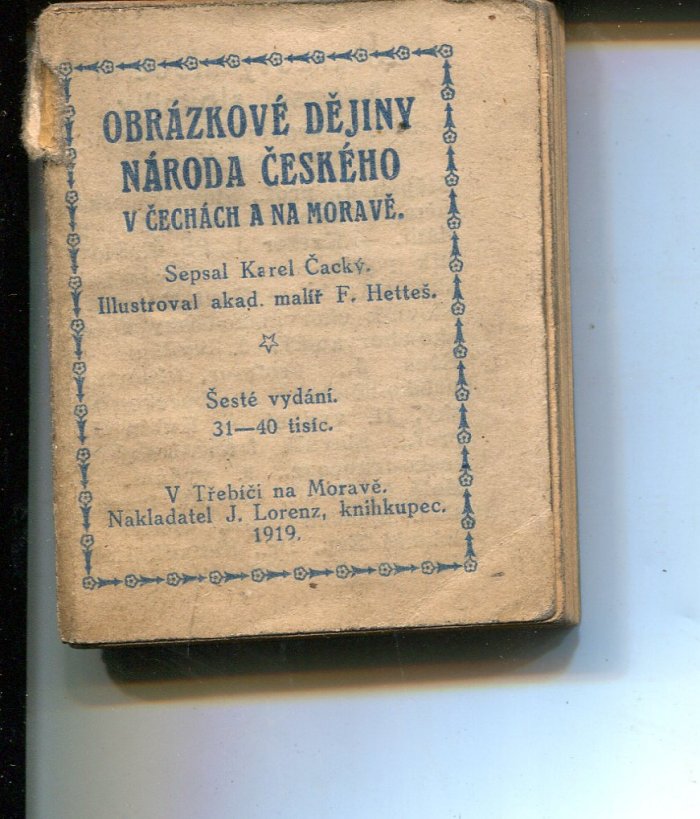 OBRÁZKOVÉ DĚJINY
NÁRODA ČESKÉHO
V ČECHÁCH A NA MORAVĚ.
Sepsal Karel Čacký.
Illustroval akad. malíř F. Hetteš.
Šesté vydání.
31—40 tisíc.
V Třebíči na Moravě.
Nakladatel J. Lorenz, knihkupec.
1919.